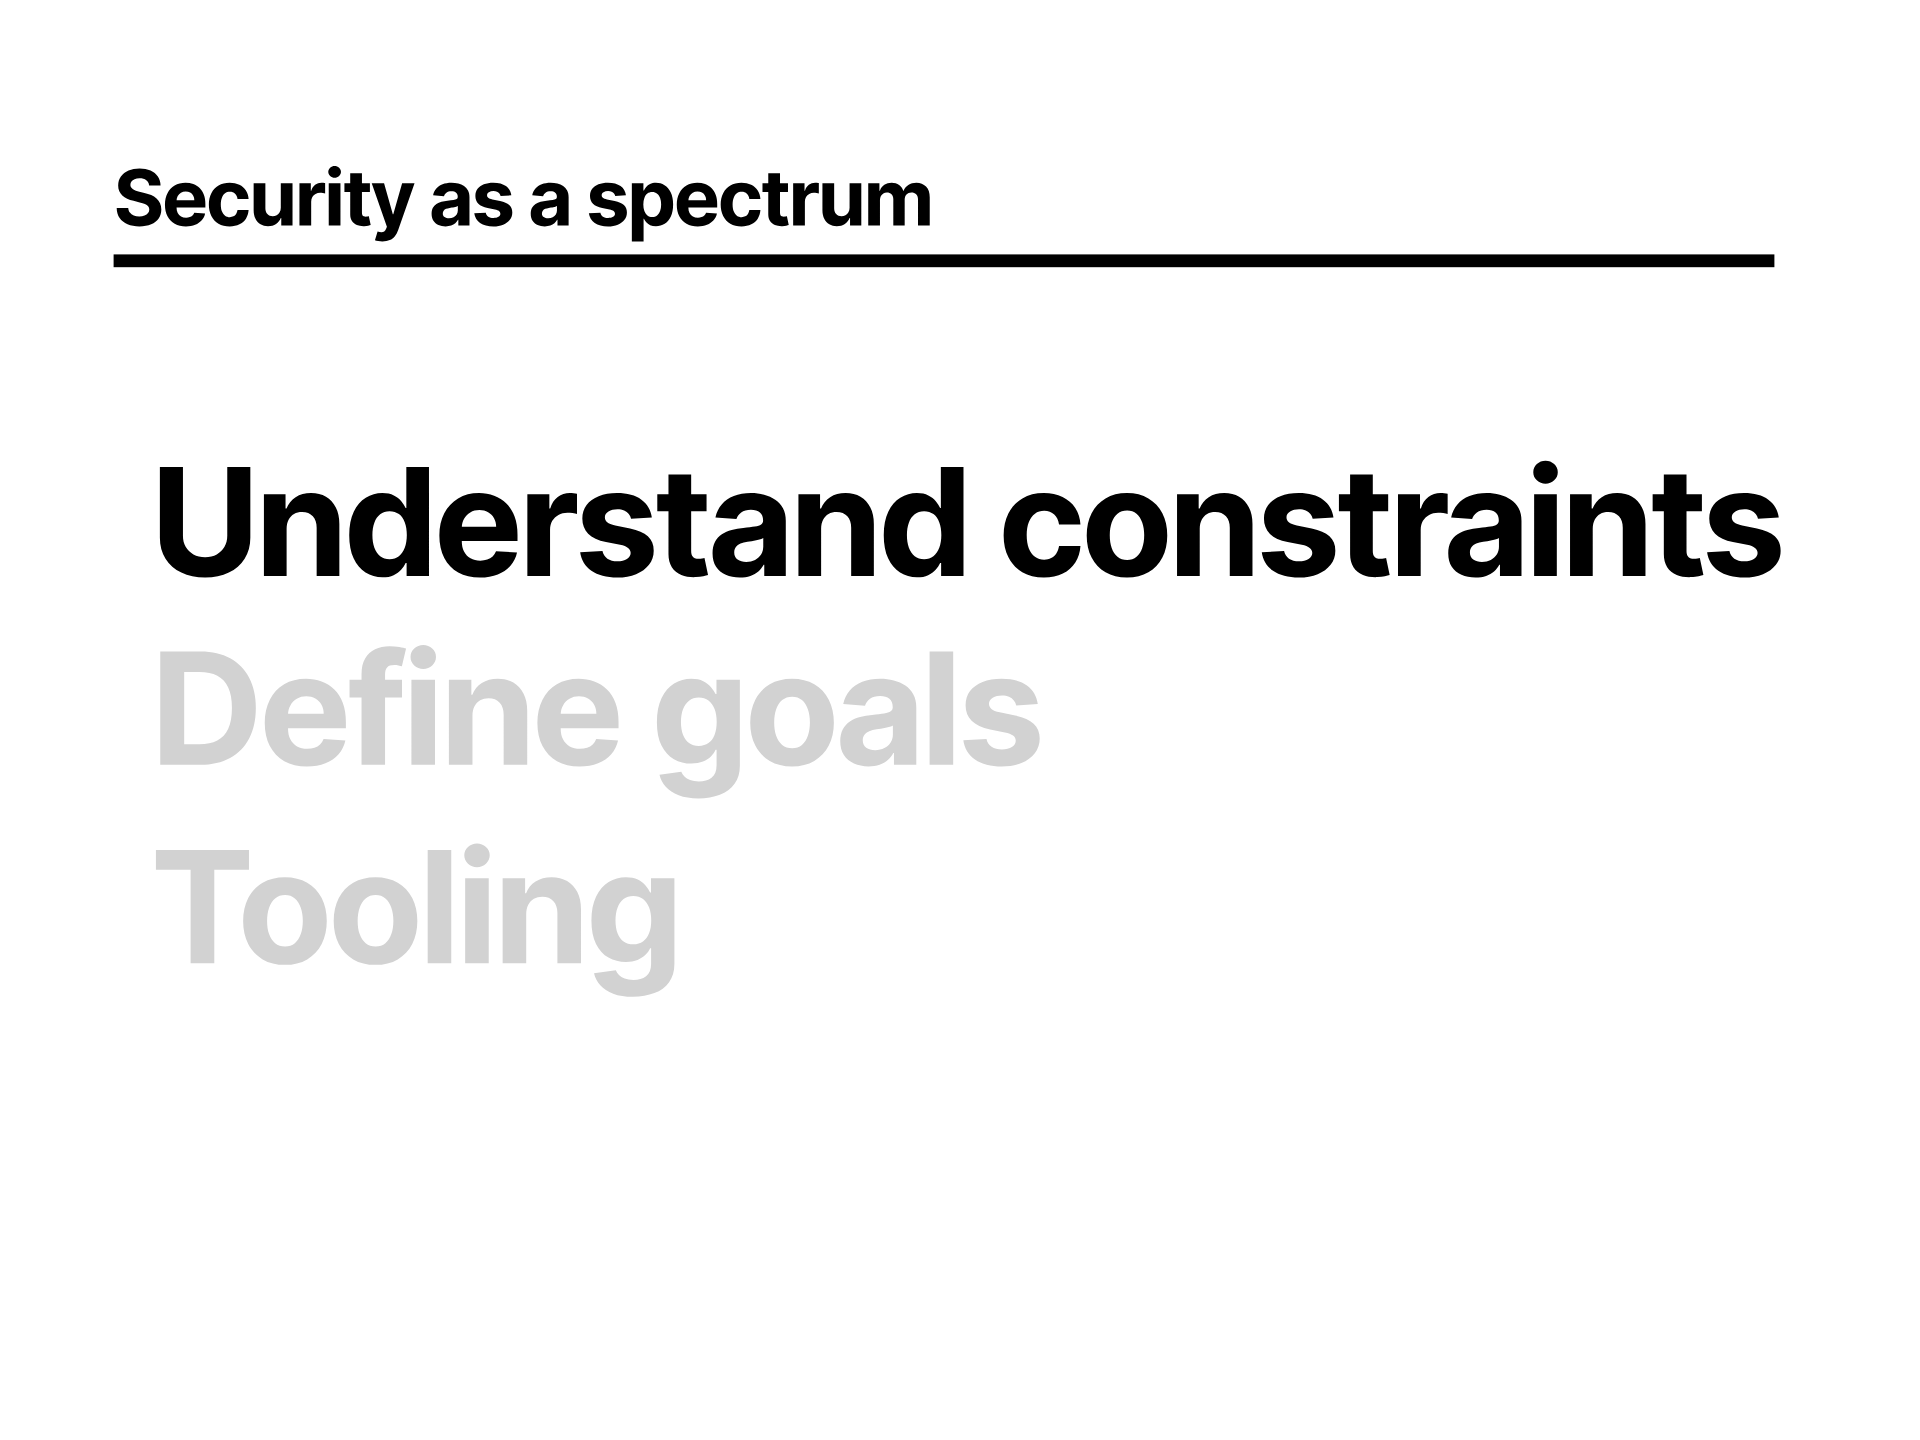 Security as a spectrum
Understand constraints
Define goals
Tooling